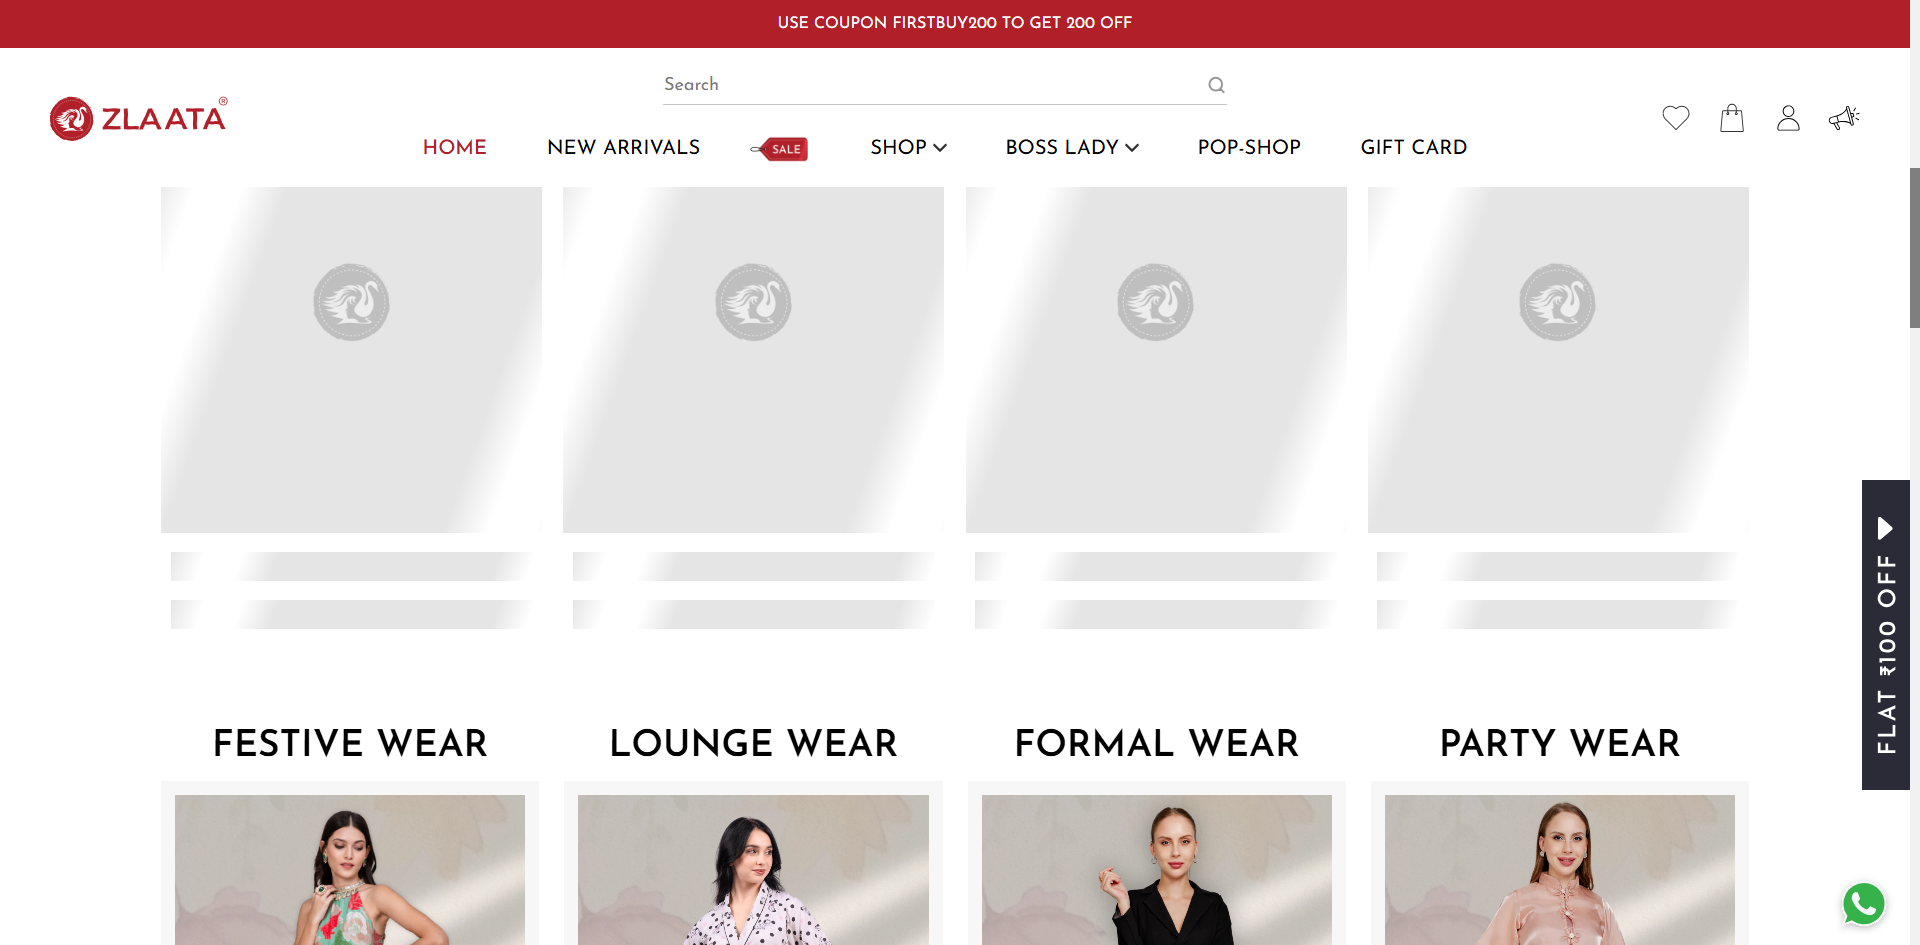 USE COUPON FIRSTBUY200 TO GET 200 OFF
Search
ZLAATA®
HOME
NEW ARRIVALS
SALE
SHOP
BOSS LADY
POP-SHOP
GIFT CARD
FLAT ₹100 OFF
FESTIVE WEAR
LOUNGE WEAR
FORMAL WEAR
PARTY WEAR